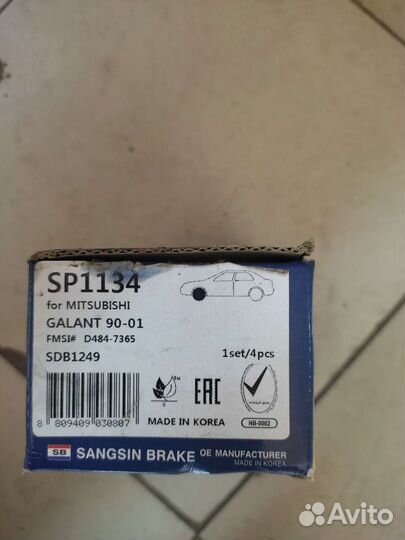 SP1134
for MITSUBISHI
GALANT 90-01
FMSI# D484-7365
SDB1249
1set/4pcs
EAC
8 809409 030807
MADE IN KOREA
NB-0002
SB SANGSIN BRAKE OE MANUFACTURER
MADE IN KOREA
Avito